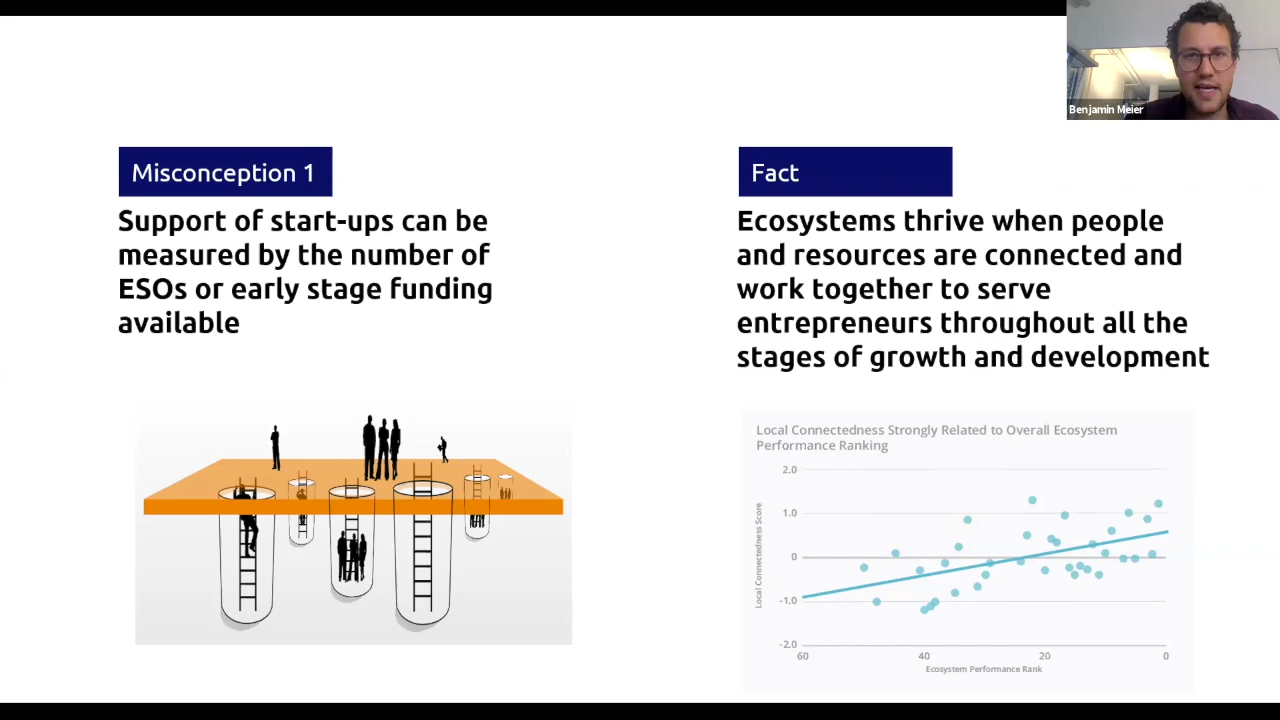 Benjamin Meier
Misconception 1
Support of start-ups can be
measured by the number of
ESOs or early stage funding
available
Fact
Ecosystems thrive when people
and resources are connected and
work together to serve
entrepreneurs throughout all the
stages of growth and development
Local Connectedness Strongly Related to Overall Ecosystem
Performance Ranking
Local Connectedness Score
2.0
1.0
0
-1.0
-2.0
60 40 20 0
Ecosystem Performance Rank